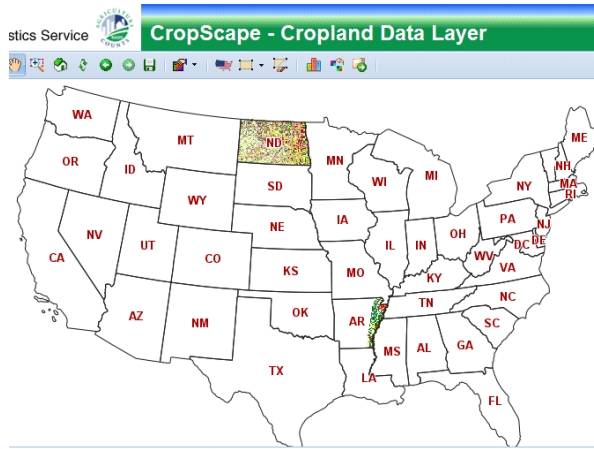 stics Service
AGRICULTURE
COUNTS
CropScape - Cropland Data Layer
WA
MT
ND
MN
ME
OR
ID
SD
WI
MI
NY
NH
MA
RI
WY
NE
IA
PA
NJ
NV
UT
CO
IL
IN
OH
DC
DE
CA
KS
MO
WV
VA
KY
AZ
NM
OK
AR
TN
NC
SC
MS
AL
GA
TX
LA
FL